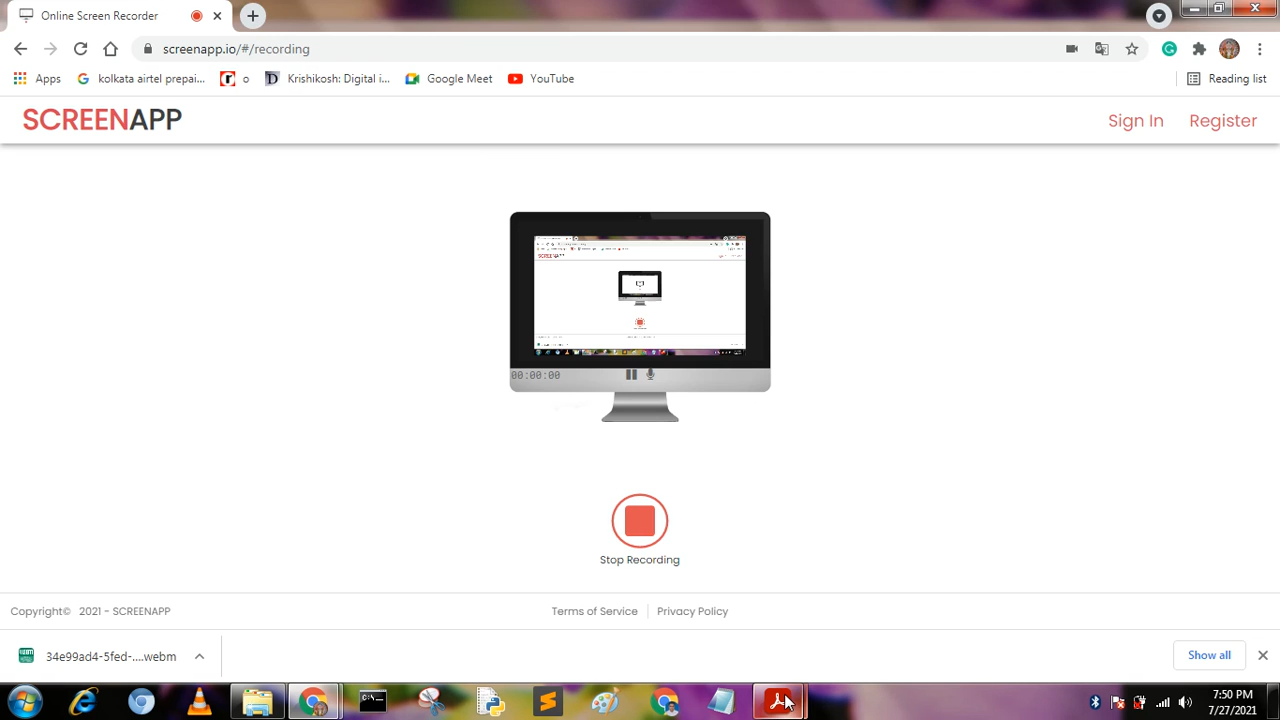 Online Screen Recorder
screenapp.io/#/recording
Apps
kolkata airtel prepai...
o
Krishikosh: Digital i...
Google Meet
YouTube
Reading list
SCREENAPP
Sign In
Register
00:00:00
Stop Recording
Copyright© 2021 - SCREENAPP
Terms of Service
Privacy Policy
34e99ad4-5fed-....webm
Show all
7:50 PM
7/27/2021